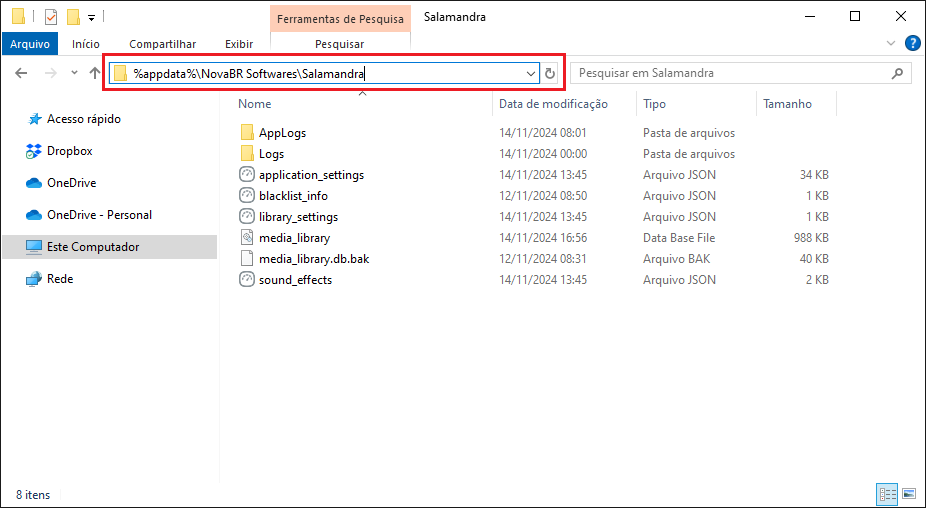 Ferramentas de Pesquisa Salamandra
Arquivo Início Compartilhar Exibir Pesquisar
%appdata%\NovaBR Softwares\Salamandra Pesquisar em Salamandra
Acesso rápido
Dropbox
OneDrive
OneDrive - Personal
Este Computador
Rede
Nome Data de modificação Tipo Tamanho
AppLogs 14/11/2024 08:01 Pasta de arquivos
Logs 14/11/2024 00:00 Pasta de arquivos
application_settings 14/11/2024 13:45 Arquivo JSON 34 KB
blacklist_info 12/11/2024 08:50 Arquivo JSON 1 KB
library_settings 14/11/2024 13:45 Arquivo JSON 1 KB
media_library 14/11/2024 16:56 Data Base File 988 KB
media_library.db.bak 12/11/2024 08:31 Arquivo BAK 40 KB
sound_effects 14/11/2024 13:45 Arquivo JSON 2 KB
8 itens